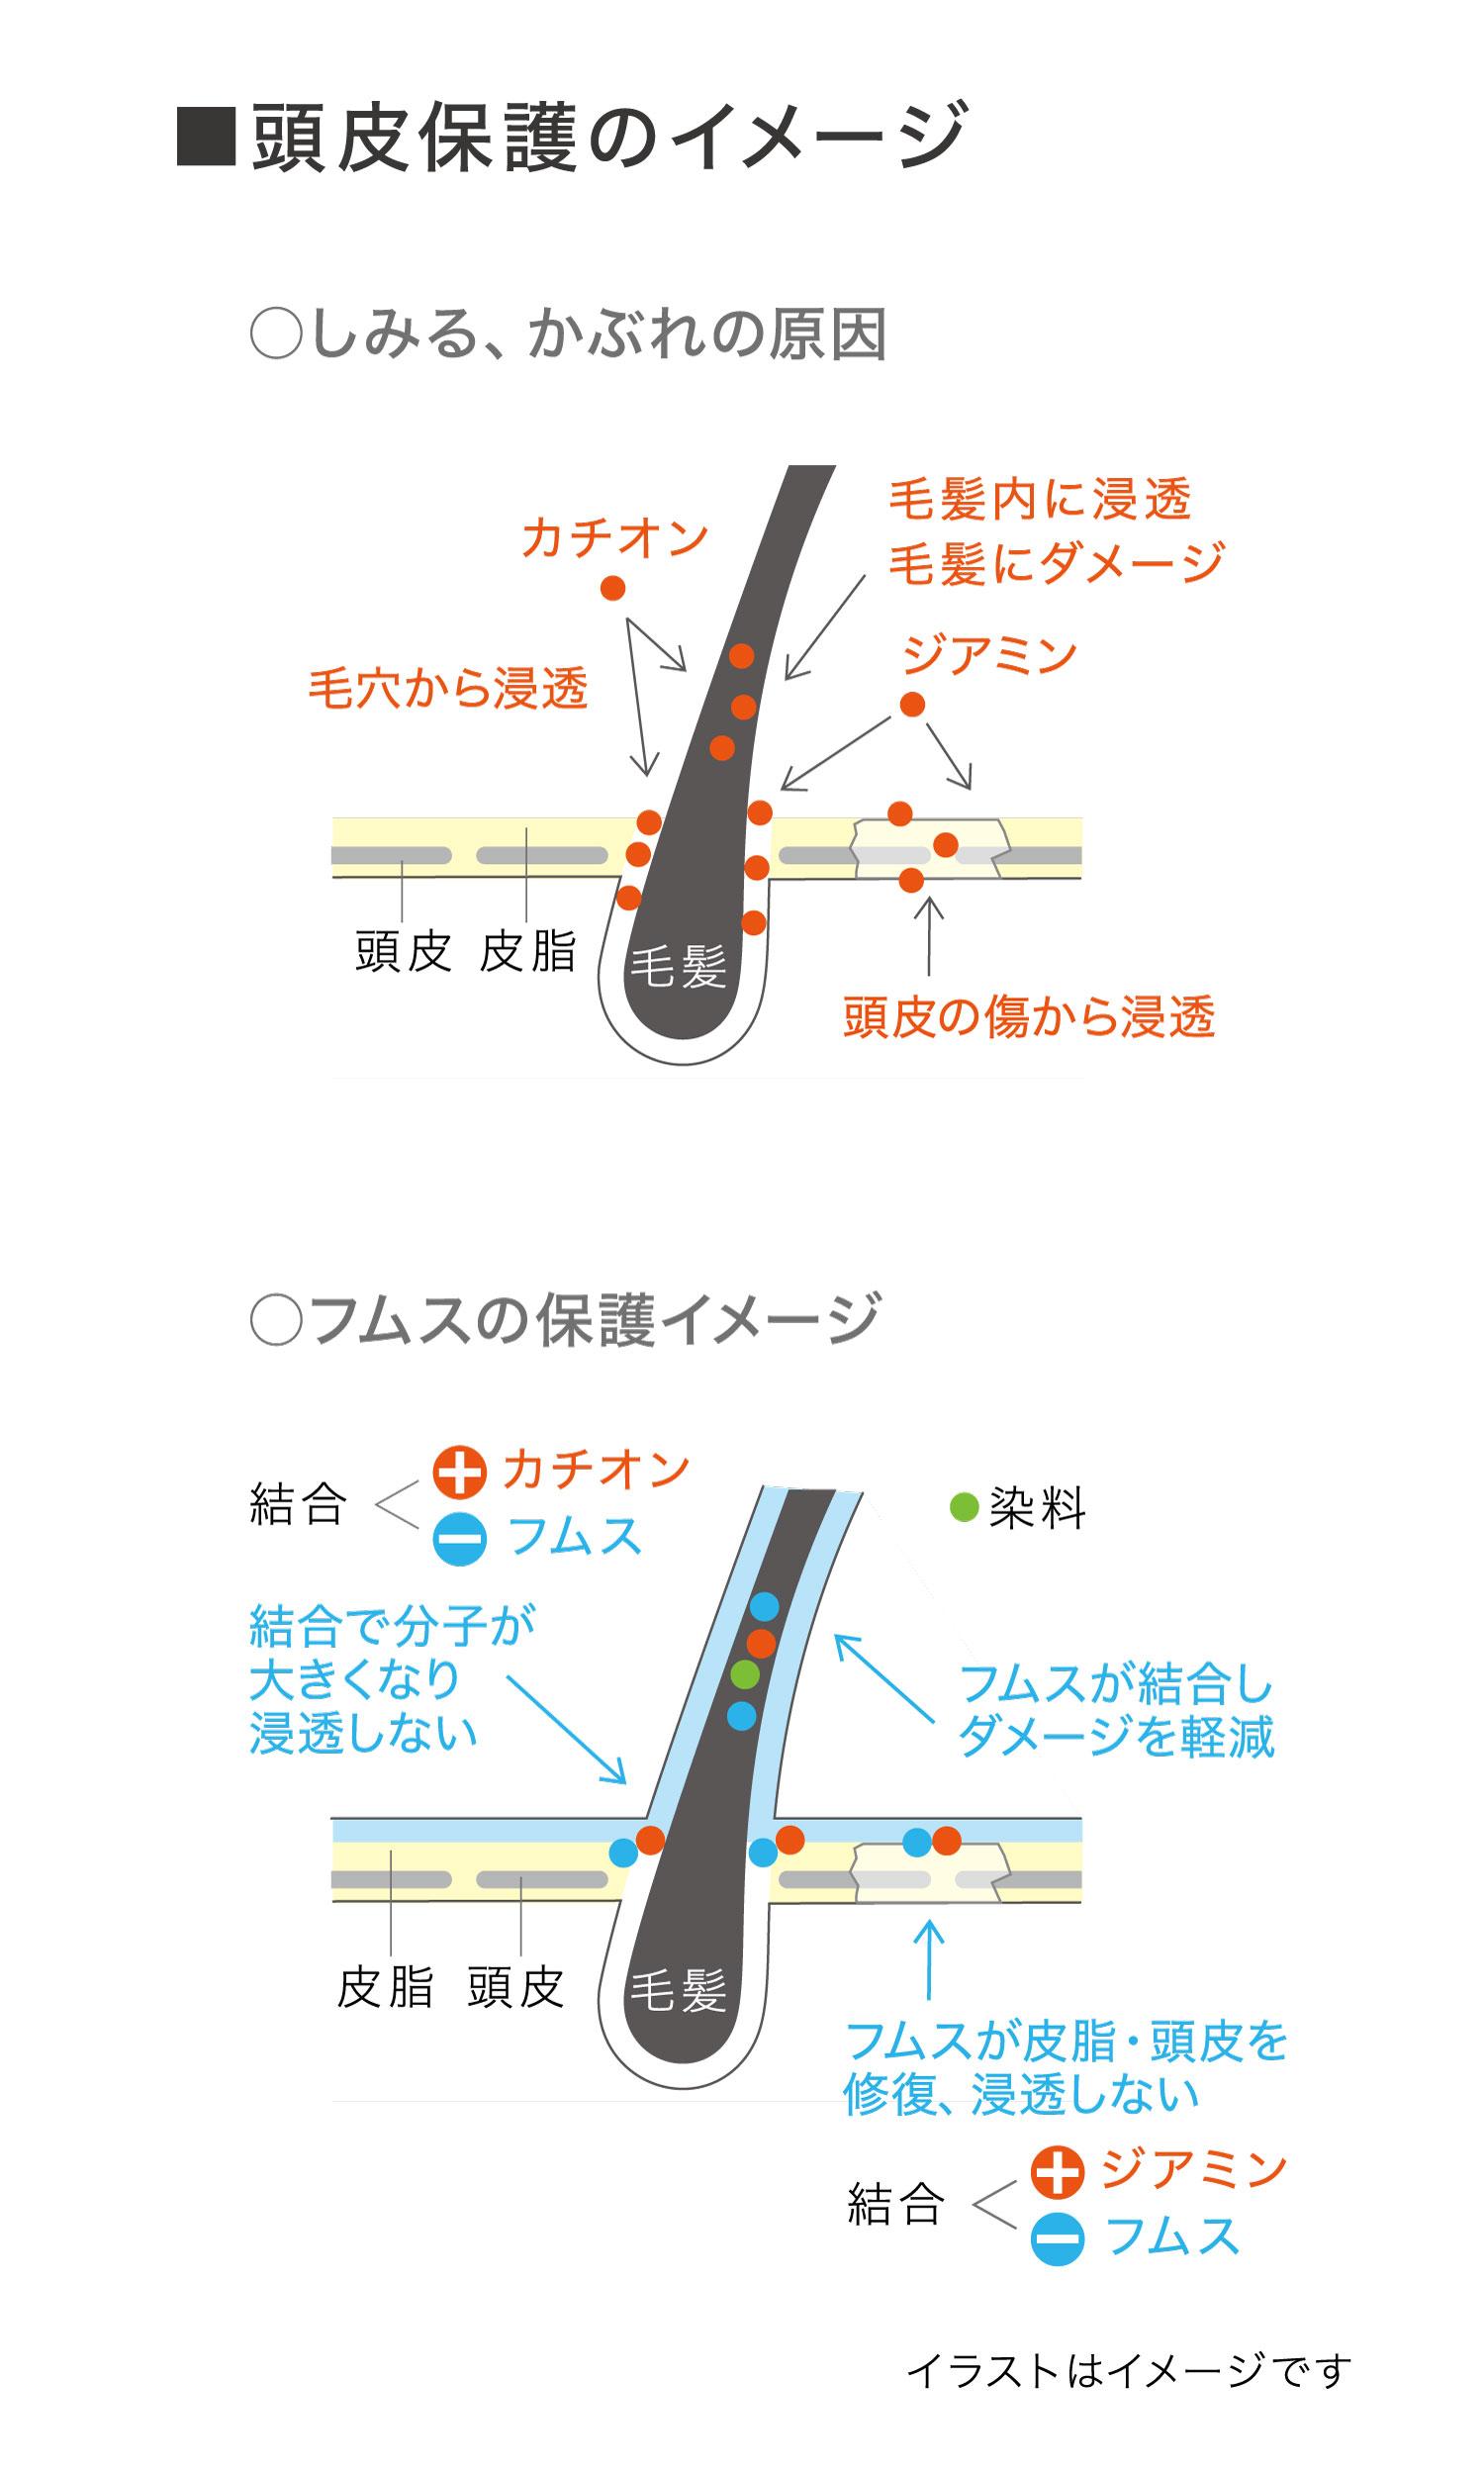 ■頭皮保護のイメージ
○しみる、かぶれの原因
カチオン
毛髪内に浸透
毛髪にダメージ
毛穴から浸透
ジアミン
頭皮
皮脂
毛髪
頭皮の傷から浸透
○フムスの保護イメージ
結合
カチオン
フムス
染料
結合で分子が
大きくなり
浸透しない
フムスが結合し
ダメージを軽減
皮脂
頭皮
毛髪
フムスが皮脂・頭皮を
修復、浸透しない
結合
ジアミン
フムス
イラストはイメージです